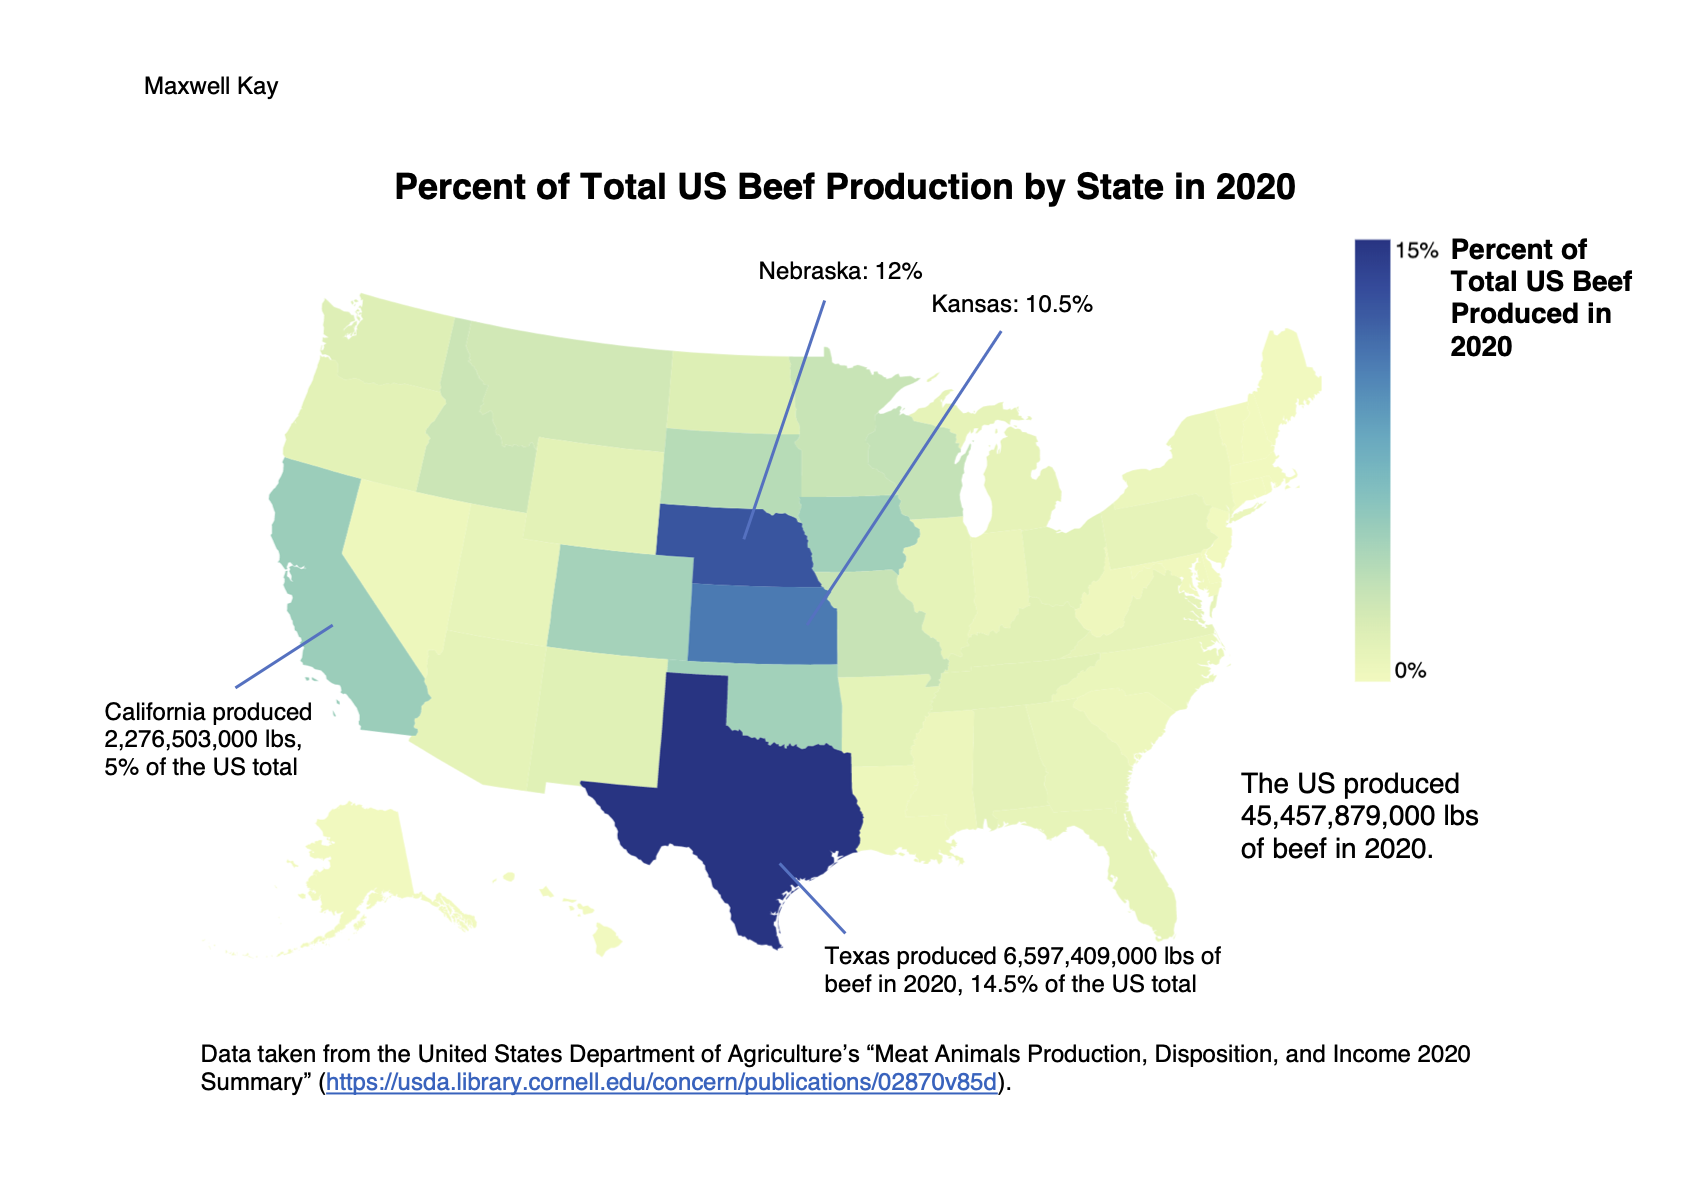 Maxwell Kay
Percent of Total US Beef Production by State in 2020
Nebraska: 12%
Kansas: 10.5%
15%
Percent of
Total US Beef
Produced in
2020
0%
California produced
2,276,503,000 lbs,
5% of the US total
The US produced
45,457,879,000 lbs
of beef in 2020.
Texas produced 6,597,409,000 lbs of
beef in 2020, 14.5% of the US total
Data taken from the United States Department of Agriculture’s “Meat Animals Production, Disposition, and Income 2020
Summary” (https://usda.library.cornell.edu/concern/publications/02870v85d).